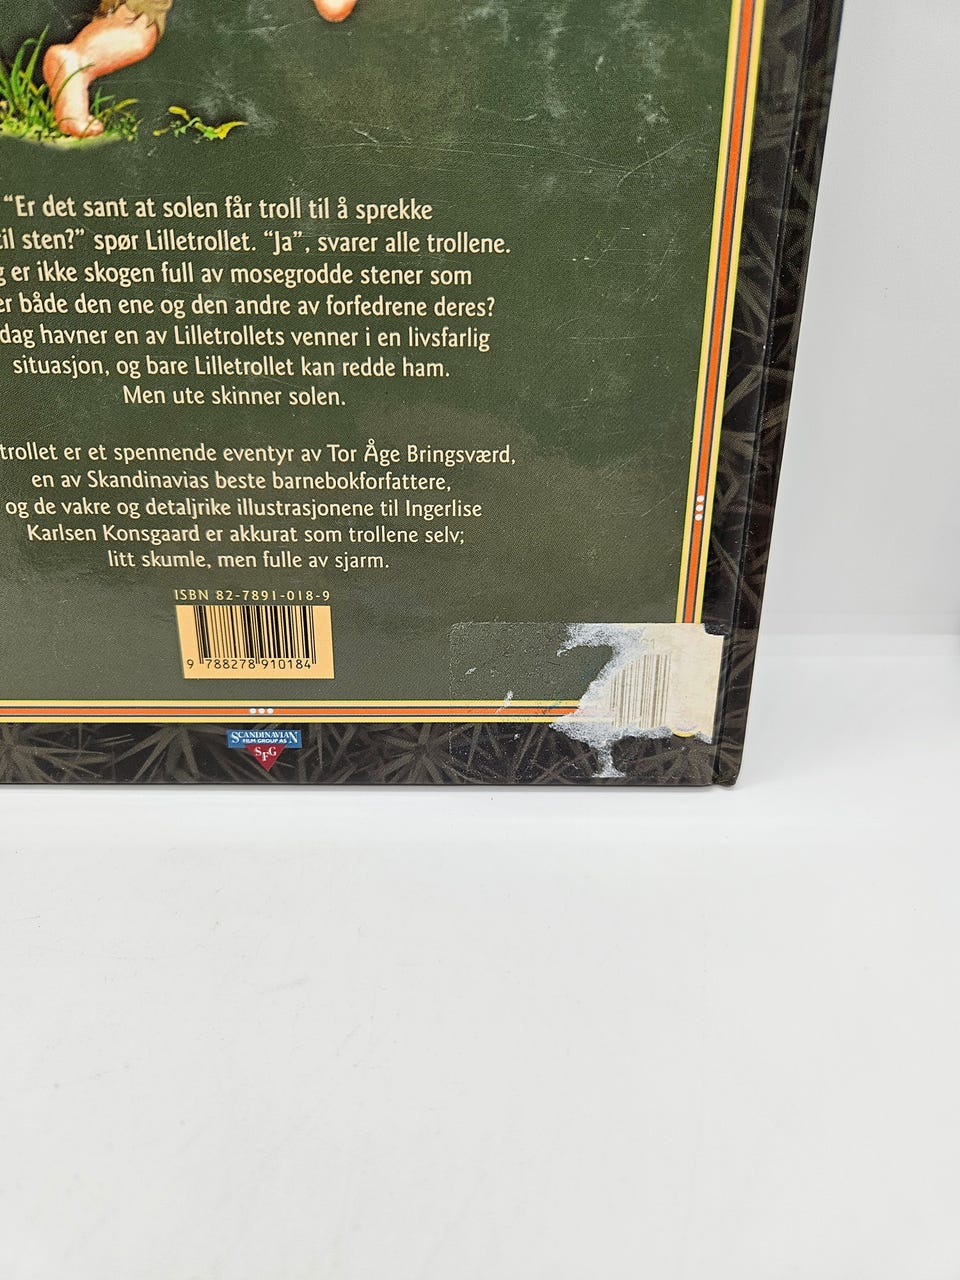 “Er det sant at solen får troll til å sprekke
til sten?” spør Lilletrollet. “Ja”, svarer alle trollene.
er ikke skogen full av mosegrodde stener som
både den ene og den andre av forfedrene deres?
dag havner en av Lilletrollets venner i en livsfarlig
situasjon, og bare Lilletrollet kan redde ham.
Men ute skinner solen.
trollet er et spennende eventyr av Tor Åge Bringsværd,
en av Skandinavias beste barnebokforfattere,
og de vakre og detaljrike illustrasjonene til Ingerlise
Karlsen Konsgaard er akkurat som trollene selv;
litt skumle, men fulle av sjarm.
ISBN 82-7891-018-9
9 788278 910184
SCANDINAVIAN
FILM GROUP AS
SFG